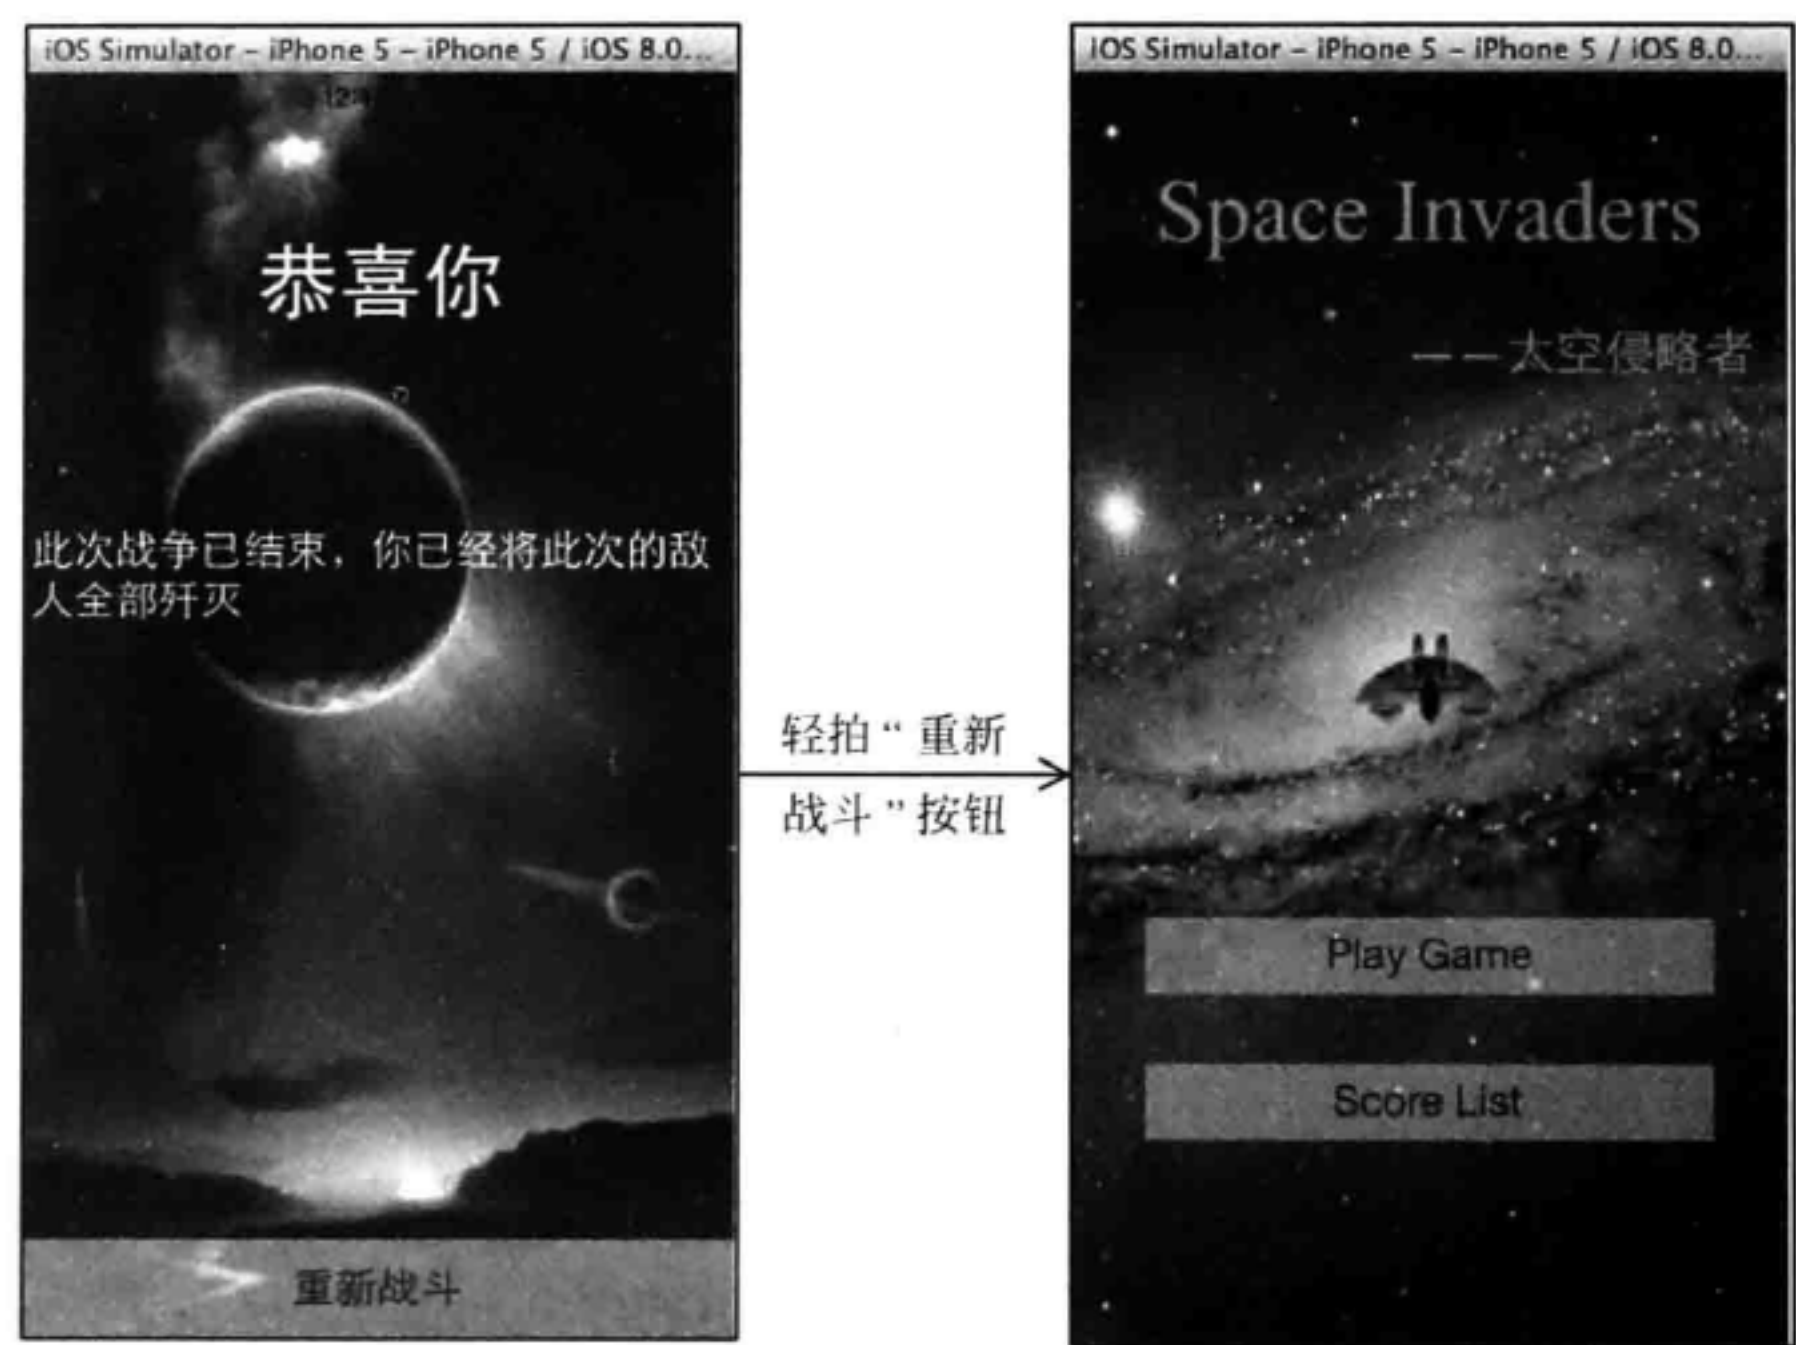 iOS Simulator – iPhone 5 – iPhone 5 / iOS 8.0...
恭喜你
此次战争已结束，你已经将此次的敌
人全部歼灭
重新战斗
轻拍“重新
战斗”按钮
iOS Simulator – iPhone 5 – iPhone 5 / iOS 8.0...
Space Invaders
——太空侵略者
Play Game
Score List